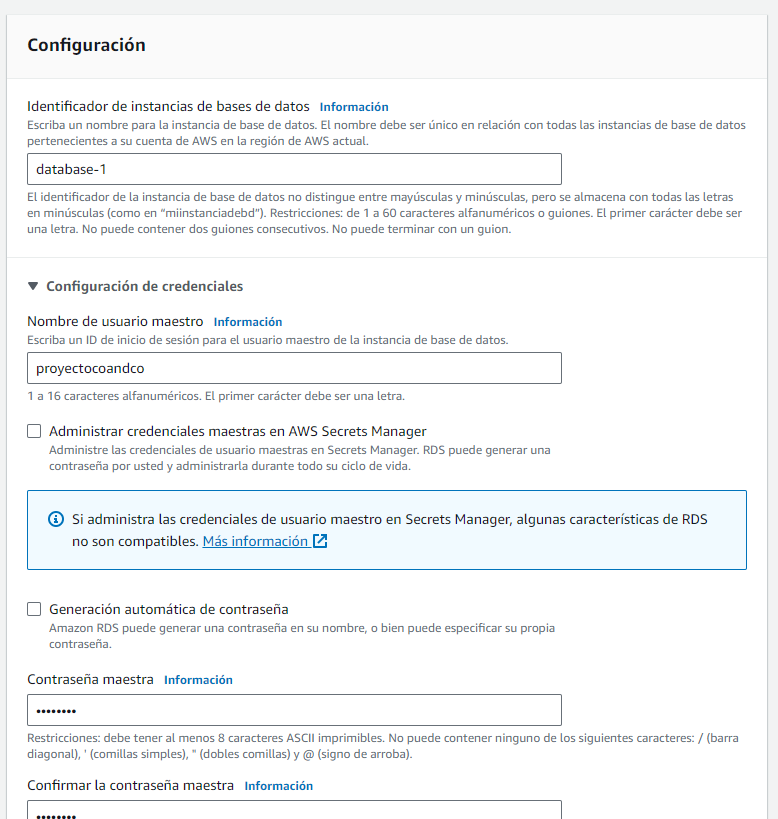 Configuración
Identificador de instancias de bases de datos Información
Escriba un nombre para la instancia de base de datos. El nombre debe ser único en relación con todas las instancias de base de datos
pertenecientes a su cuenta de AWS en la región de AWS actual.
database-1
El identificador de la instancia de base de datos no distingue entre mayúsculas y minúsculas, pero se almacena con todas las letras
en minúsculas (como en "miinstanciadebd"). Restricciones: de 1 a 60 caracteres alfanuméricos o guiones. El primer carácter debe ser
una letra. No puede contener dos guiones consecutivos. No puede terminar con un guion.
▼ Configuración de credenciales
Nombre de usuario maestro Información
Escriba un ID de inicio de sesión para el usuario maestro de la instancia de base de datos.
proyectocoandco
1 a 16 caracteres alfanuméricos. El primer carácter debe ser una letra.
Administrar credenciales maestras en AWS Secrets Manager
Administre las credenciales de usuario maestras en Secrets Manager. RDS puede generar una
contraseña por usted y administrarla durante todo su ciclo de vida.
Si administra las credenciales de usuario maestro en Secrets Manager, algunas características de RDS
no son compatibles. Más información
Generación automática de contraseña
Amazon RDS puede generar una contraseña en su nombre, o bien puede especificar su propia
contraseña.
Contraseña maestra Información
••••••••
Restricciones: debe tener al menos 8 caracteres ASCII imprimibles. No puede contener ninguno de los siguientes caracteres: / (barra
diagonal), ' (comillas simples), " (dobles comillas) y @ (signo de arroba).
Confirmar la contraseña maestra Información
••••••••